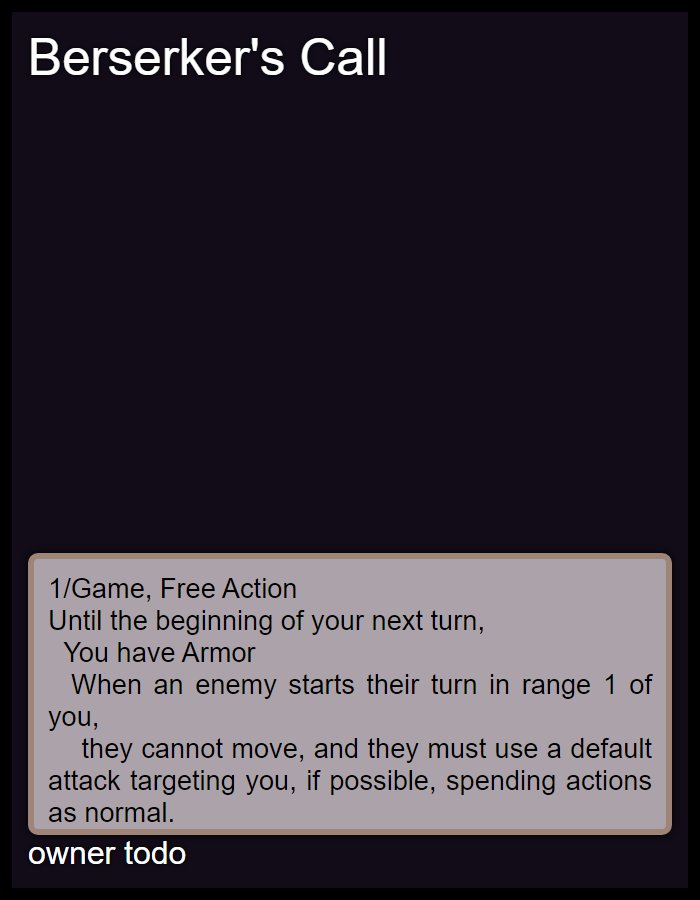 Berserker's Call
1/Game, Free Action
Until the beginning of your next turn,
You have Armor
When an enemy starts their turn in range 1 of
you,
they cannot move, and they must use a default
attack targeting you, if possible, spending actions
as normal.
owner todo